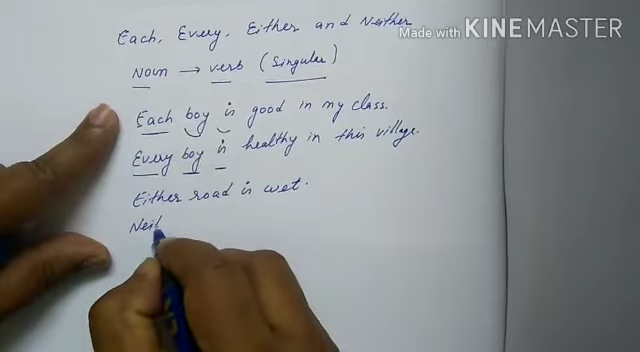 Each, Every, Either and Neither
Made with KINEMASTER
Noun → verb (Singular)
Each boy is good in my class.
Every boy is healthy in this village.
Either road is wet.
Neit